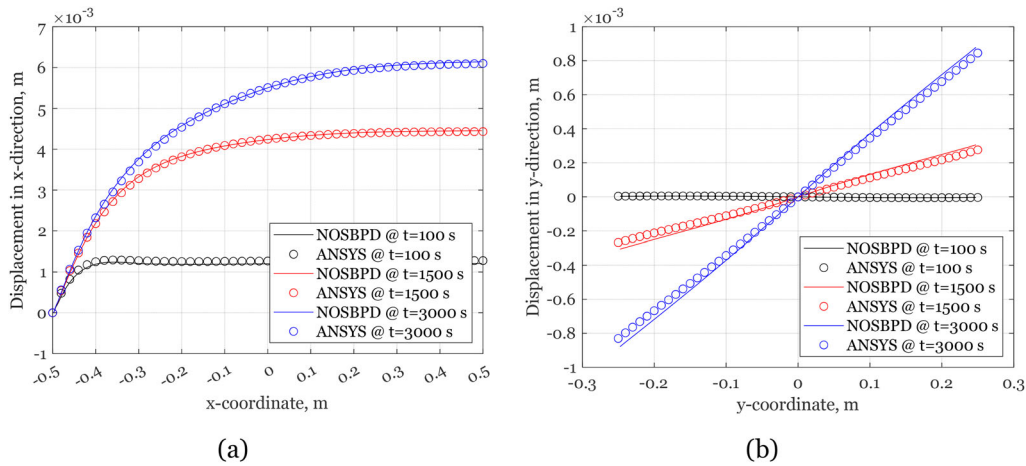 ×10⁻³
7
6
5
4
3
2
1
0
-1
Displacement in x-direction, m
NOSBPD @ t=100 s
ANSYS @ t=100 s
NOSBPD @ t=1500 s
ANSYS @ t=1500 s
NOSBPD @ t=3000 s
ANSYS @ t=3000 s
-0.5 -0.4 -0.3 -0.2 -0.1 0 0.1 0.2 0.3 0.4 0.5
x-coordinate, m
(a)
×10⁻³
1
0.8
0.6
0.4
0.2
0
-0.2
-0.4
-0.6
-0.8
-1
Displacement in y-direction, m
NOSBPD @ t=100 s
ANSYS @ t=100 s
NOSBPD @ t=1500 s
ANSYS @ t=1500 s
NOSBPD @ t=3000 s
ANSYS @ t=3000 s
-0.3 -0.2 -0.1 0 0.1 0.2 0.3
y-coordinate, m
(b)